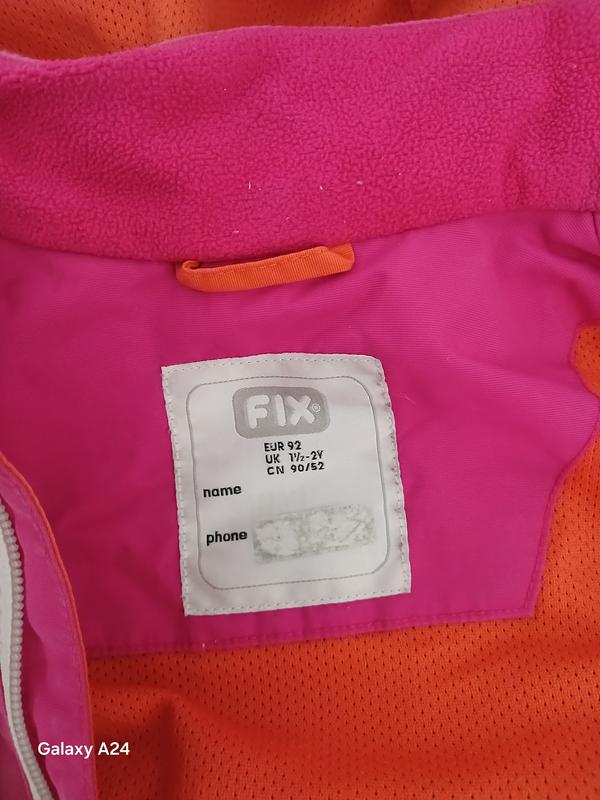 FIX®
EUR 92
UK 1½-2Y
CN 90/52
name
phone
Galaxy A24